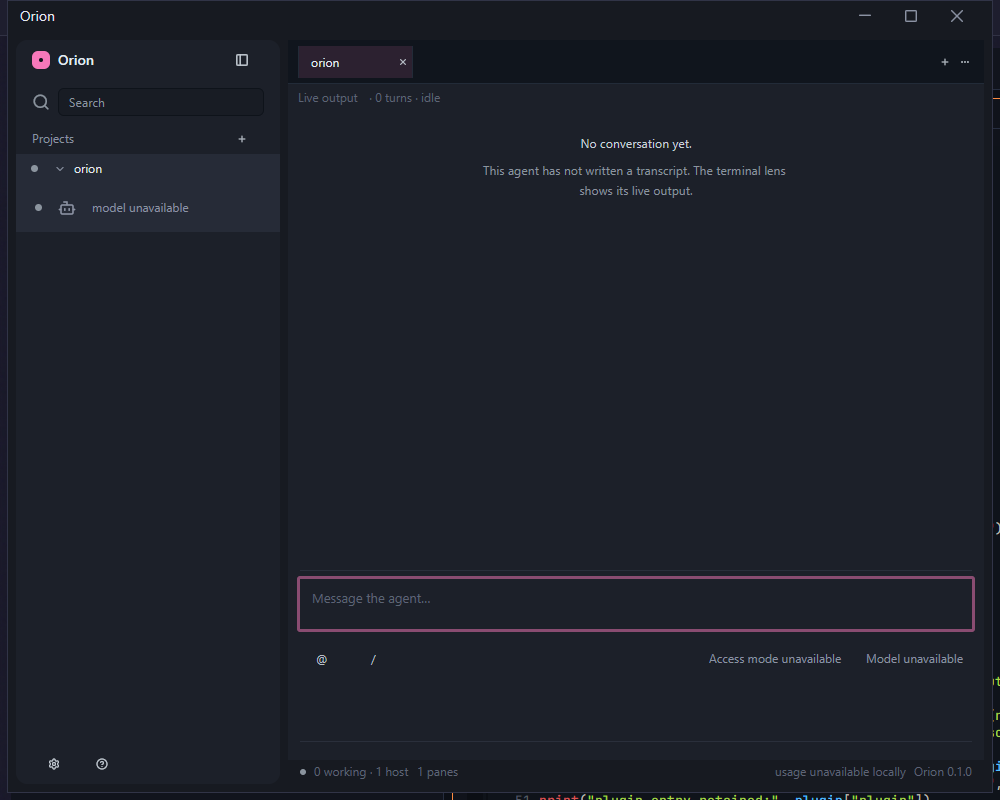 Orion
Orion
Search
Projects +
orion
model unavailable
orion × + ···
Live output · 0 turns · idle
No conversation yet.
This agent has not written a transcript. The terminal lens
shows its live output.
Message the agent...
@ / Access mode unavailable Model unavailable
0 working · 1 host 1 panes usage unavailable locally Orion 0.1.0